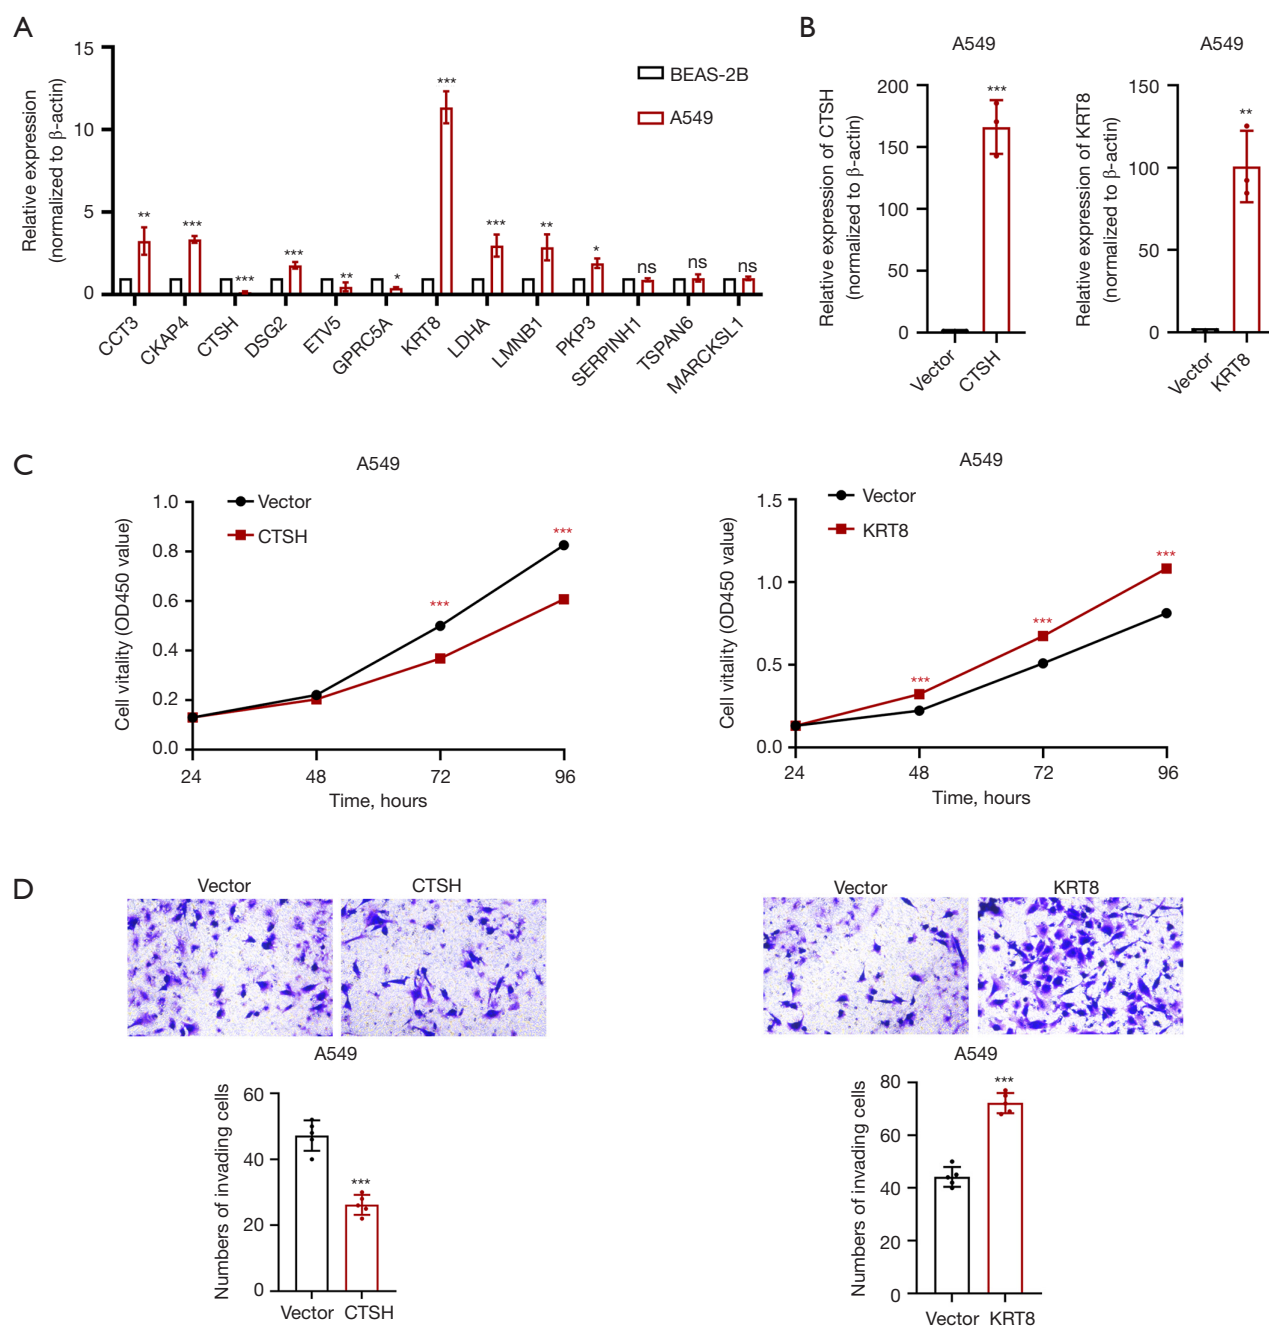 A
15
10
5
0
Relative expression
(normalized to β-actin)
BEAS-2B
A549
**
***
***
***
**
*
***
***
**
*
ns
ns
ns
CCT3
CKAP4
CTSH
DSG2
ETV5
GPRC5A
KRT8
LDHA
LMNB1
PKP3
SERPINH1
TSPAN6
MARCKSL1
B
A549
Relative expression of CTSH
(normalized to β-actin)
200
150
100
50
0
***
Vector
CTSH
A549
Relative expression of KRT8
(normalized to β-actin)
150
100
50
0
**
Vector
KRT8
C
A549
Cell vitality (OD450 value)
1.0
0.8
0.6
0.4
0.2
0.0
Vector
CTSH
***
***
24 48 72 96
Time, hours
A549
Cell vitality (OD450 value)
1.5
1.0
0.5
0.0
Vector
KRT8
***
***
***
24 48 72 96
Time, hours
D
Vector CTSH
A549
Numbers of invading cells
60
40
20
0
***
Vector CTSH
Vector KRT8
A549
Numbers of invading cells
80
60
40
20
0
***
Vector KRT8